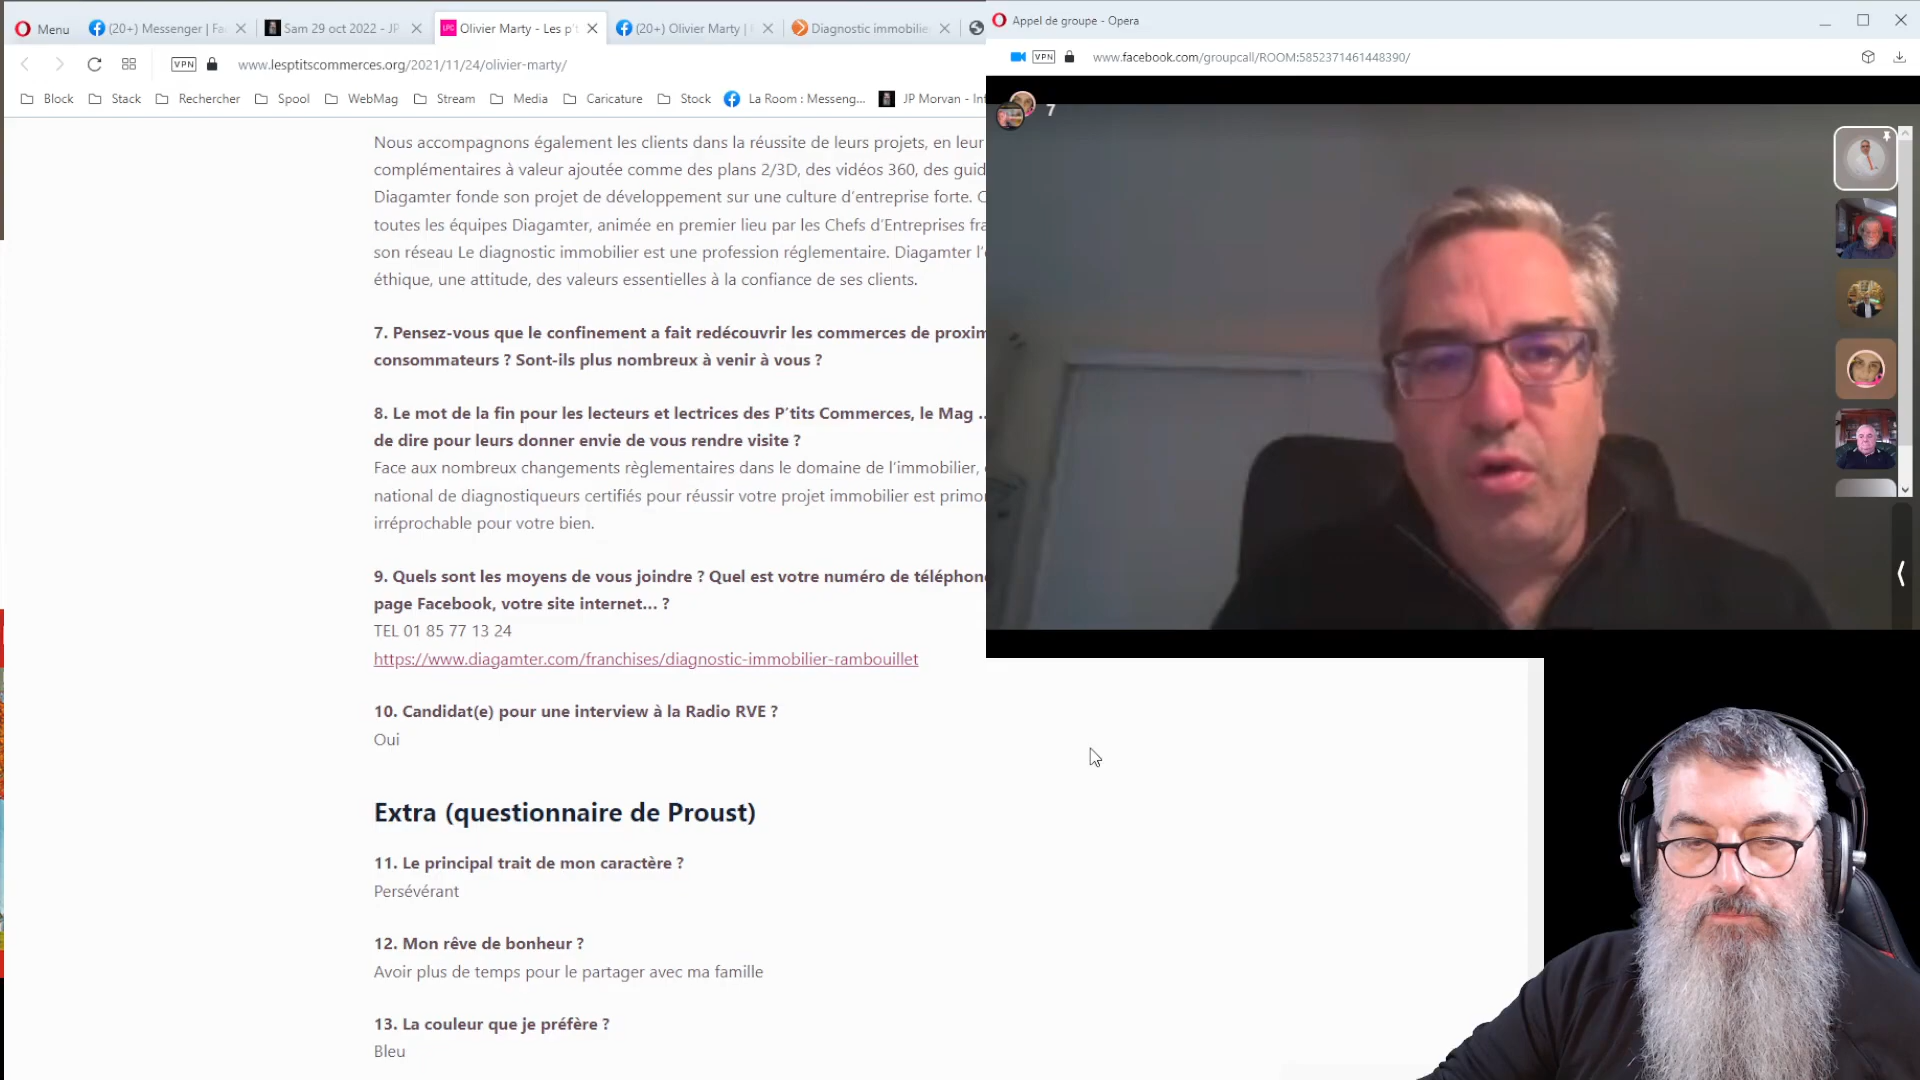 Menu
(20+) Messenger | Fa
Sam 29 oct 2022 - JP
LPC Olivier Marty - Les p't
(20+) Olivier Marty |
Diagnostic immobilie
VPN
www.lesptitscommerces.org/2021/11/24/olivier-marty/
Block Stack Rechercher Spool WebMag Stream Media Caricature Stock La Room : Messeng... JP Morvan - Int
Nous accompagnons également les clients dans la réussite de leurs projets, en leur
complémentaires à valeur ajoutée comme des plans 2/3D, des vidéos 360, des guid
Diagamter fonde son projet de développement sur une culture d'entreprise forte. C
toutes les équipes Diagamter, animée en premier lieu par les Chefs d'Entreprises fra
son réseau Le diagnostic immobilier est une profession réglementaire. Diagamter l'
éthique, une attitude, des valeurs essentielles à la confiance de ses clients.
7. Pensez-vous que le confinement a fait redécouvrir les commerces de proxim
consommateurs ? Sont-ils plus nombreux à venir à vous ?
8. Le mot de la fin pour les lecteurs et lectrices des P'tits Commerces, le Mag ..
de dire pour leurs donner envie de vous rendre visite ?
Face aux nombreux changements règlementaires dans le domaine de l'immobilier,
national de diagnostiqueurs certifiés pour réussir votre projet immobilier est primor
irréprochable pour votre bien.
9. Quels sont les moyens de vous joindre ? Quel est votre numéro de téléphone
page Facebook, votre site internet... ?
TEL 01 85 77 13 24
https://www.diagamter.com/franchises/diagnostic-immobilier-rambouillet
10. Candidat(e) pour une interview à la Radio RVE ?
Oui
Extra (questionnaire de Proust)
11. Le principal trait de mon caractère ?
Persévérant
12. Mon rêve de bonheur ?
Avoir plus de temps pour le partager avec ma famille
13. La couleur que je préfère ?
Bleu
Appel de groupe - Opera
VPN
www.facebook.com/groupcall/ROOM:5852371461448390/
7